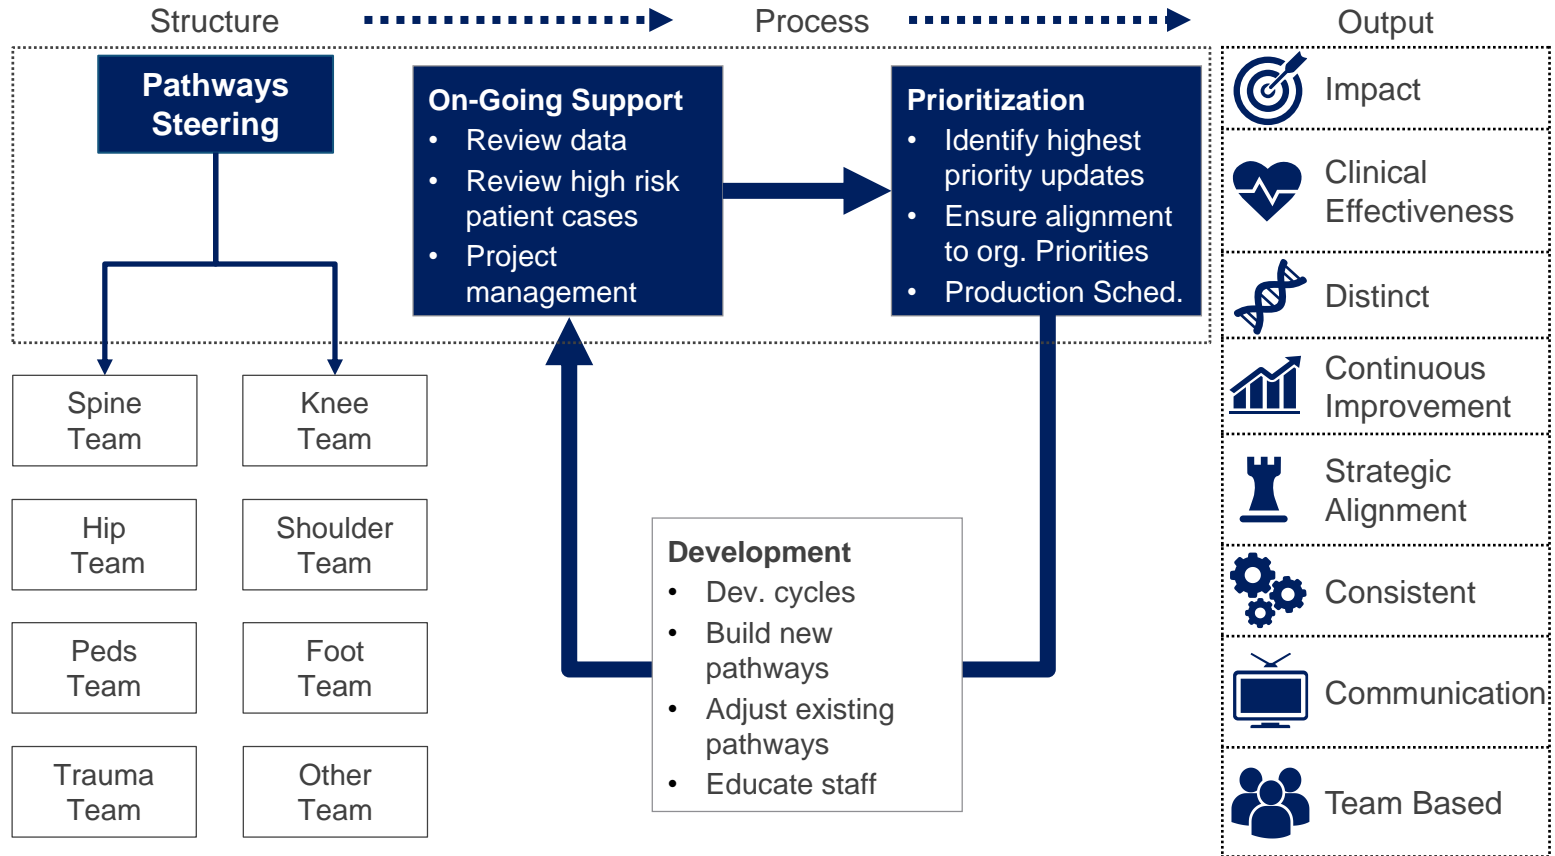 Structure
Process
Output
Pathways
Steering
On-Going Support
• Review data
• Review high risk
patient cases
• Project
management
Prioritization
• Identify highest
priority updates
• Ensure alignment
to org. Priorities
• Production Sched.
Spine
Team
Knee
Team
Hip
Team
Shoulder
Team
Peds
Team
Foot
Team
Trauma
Team
Other
Team
Development
• Dev. cycles
• Build new
pathways
• Adjust existing
pathways
• Educate staff
Impact
Clinical
Effectiveness
Distinct
Continuous
Improvement
Strategic
Alignment
Consistent
Communication
Team Based